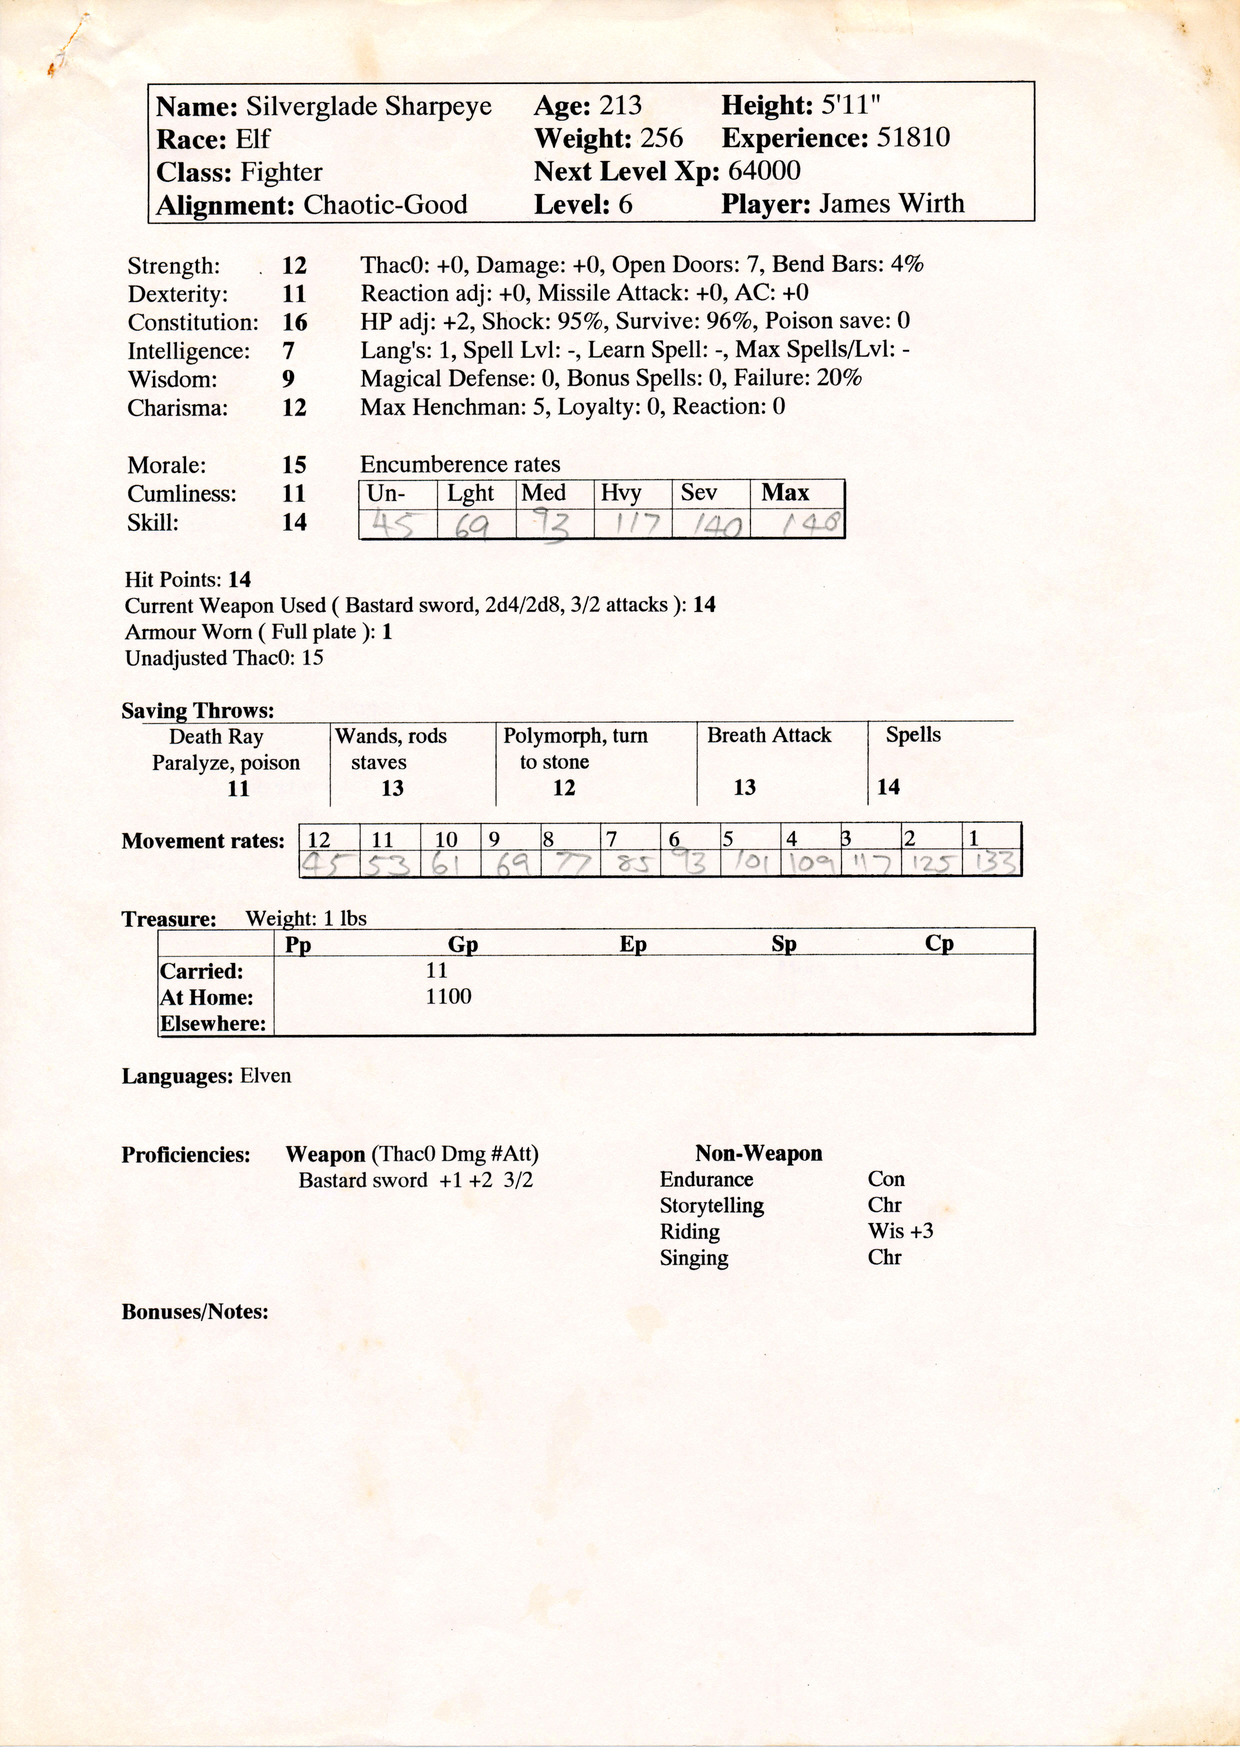 Name: Silverglade Sharpeye Age: 213 Height: 5'11"
Race: Elf Weight: 256 Experience: 51810
Class: Fighter Next Level Xp: 64000
Alignment: Chaotic-Good Level: 6 Player: James Wirth
Strength: 12 Thac0: +0, Damage: +0, Open Doors: 7, Bend Bars: 4%
Dexterity: 11 Reaction adj: +0, Missile Attack: +0, AC: +0
Constitution: 16 HP adj: +2, Shock: 95%, Survive: 96%, Poison save: 0
Intelligence: 7 Lang's: 1, Spell Lvl: -, Learn Spell: -, Max Spells/Lvl: -
Wisdom: 9 Magical Defense: 0, Bonus Spells: 0, Failure: 20%
Charisma: 12 Max Henchman: 5, Loyalty: 0, Reaction: 0
Morale: 15 Encumberence rates
Cumliness: 11 Un- Lght Med Hvy Sev Max
Skill: 14 45 69 93 117 140 148
Hit Points: 14
Current Weapon Used ( Bastard sword, 2d4/2d8, 3/2 attacks ): 14
Armour Worn ( Full plate ): 1
Unadjusted Thac0: 15
Saving Throws:
Death Ray Wands, rods Polymorph, turn Breath Attack Spells
Paralyze, poison staves to stone
11 13 12 13 14
Movement rates: 12 11 10 9 8 7 6 5 4 3 2 1
45 53 61 69 77 85 93 101 109 117 125 133
Treasure: Weight: 1 lbs
Pp Gp Ep Sp Cp
Carried: 11
At Home: 1100
Elsewhere:
Languages: Elven
Proficiencies: Weapon (Thac0 Dmg #Att) Non-Weapon
Bastard sword +1 +2 3/2 Endurance Con
Storytelling Chr
Riding Wis +3
Singing Chr
Bonuses/Notes: